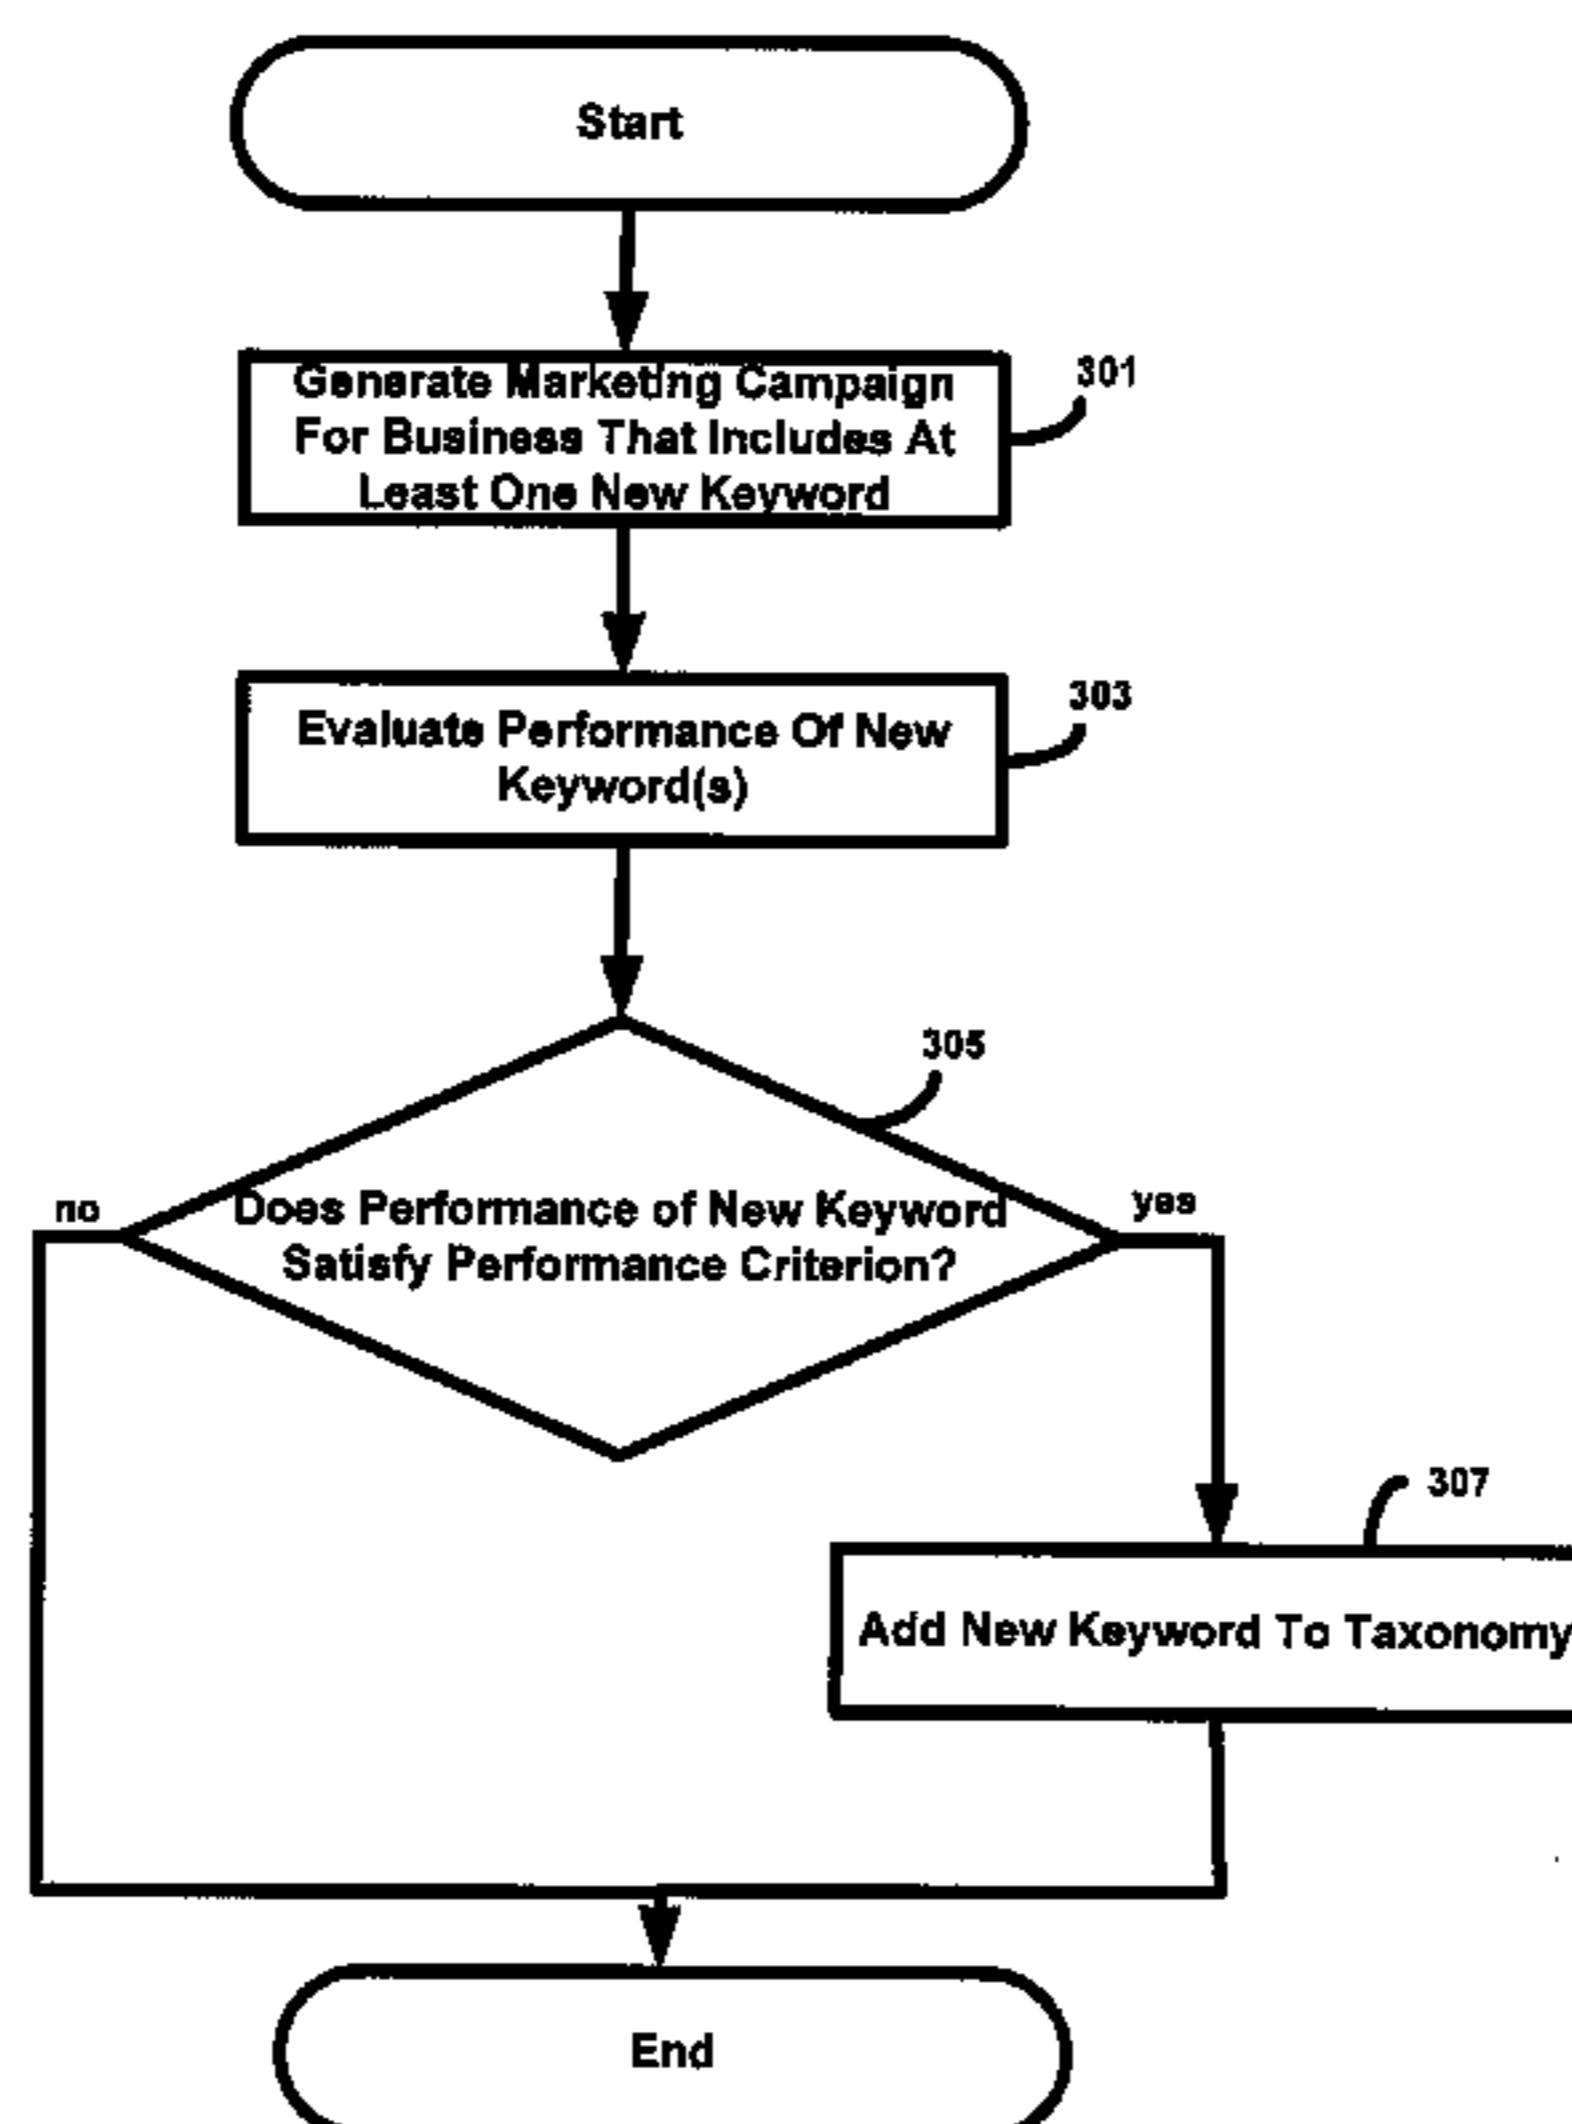 Start
Generate Marketing Campaign
For Business That Includes At
Least One New Keyword
301
Evaluate Performance Of New
Keyword(s)
303
305
no
Does Performance of New Keyword
Satisfy Performance Criterion?
yes
307
Add New Keyword To Taxonomy
End